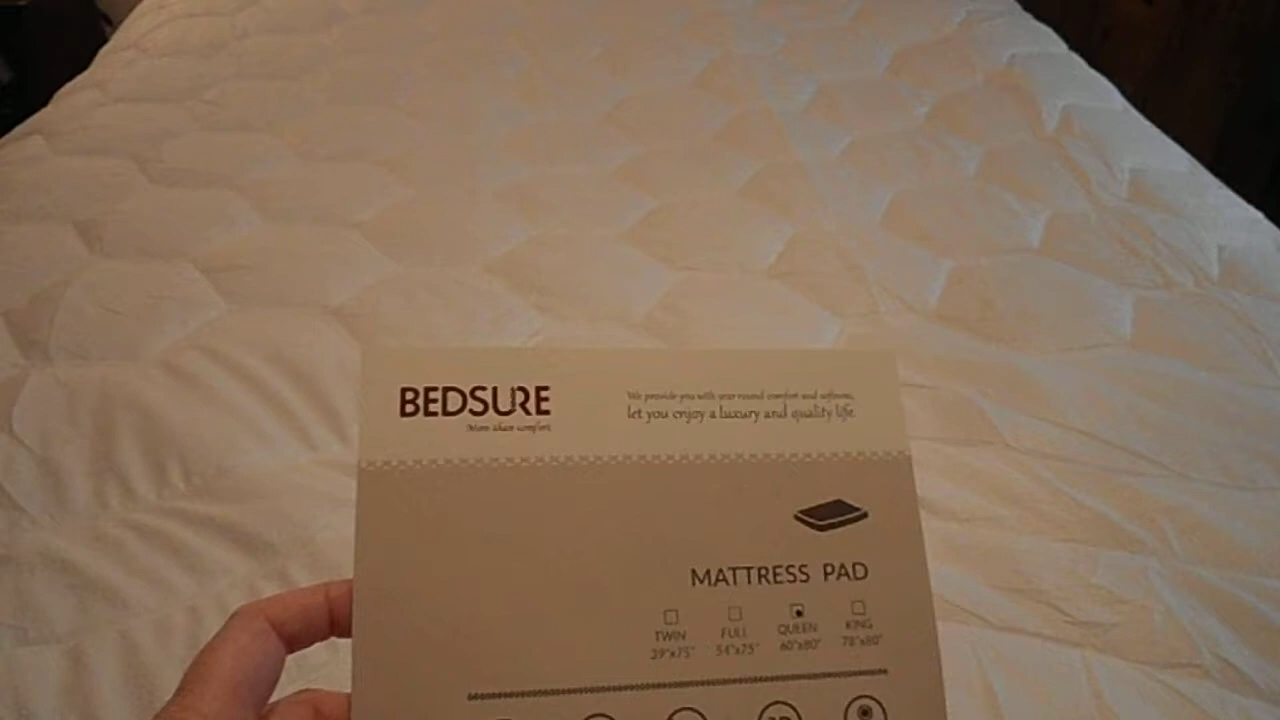 BEDSURE
More than comfort
We provide you with year round comfort and softness,
let you enjoy a luxury and quality life.
MATTRESS PAD
TWIN FULL QUEEN KING
39"x75" 54"x75" 60"x80" 78"x80"